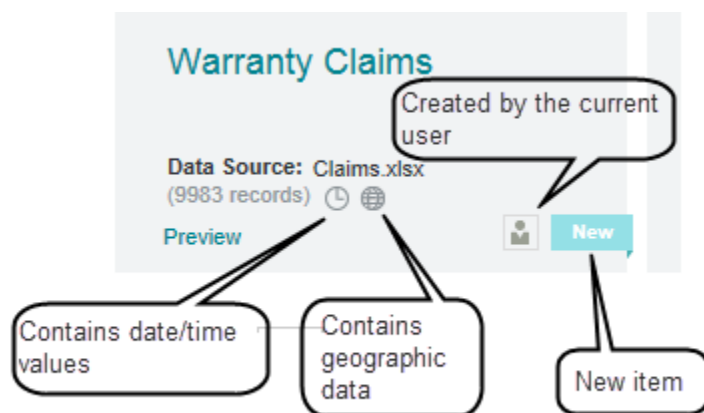 Warranty Claims
Created by the current
user
Data Source: Claims.xlsx
(9983 records)
Preview
New
Contains date/time
values
Contains
geographic
data
New item